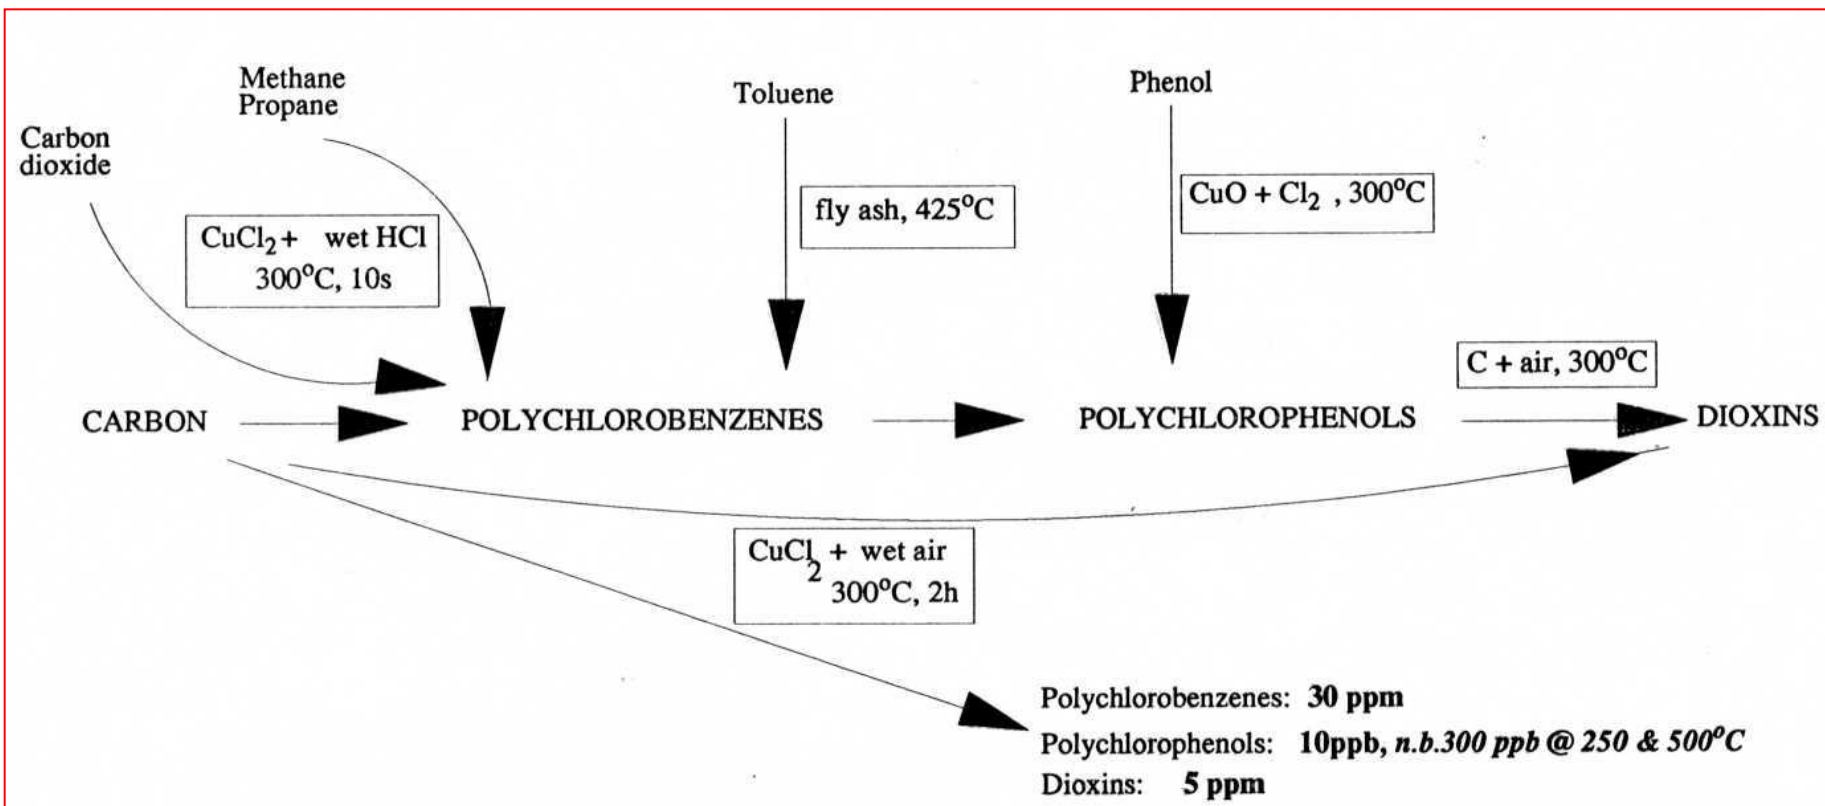 Methane
Propane
Carbon
dioxide
Toluene
Phenol
CuCl2 + wet HCl
300°C, 10s
fly ash, 425°C
CuO + Cl2 , 300°C
C + air, 300°C
CARBON
POLYCHLOROBENZENES
POLYCHLOROPHENOLS
DIOXINS
CuCl2 + wet air
300°C, 2h
Polychlorobenzenes: 30 ppm
Polychlorophenols: 10ppb, n.b.300 ppb @ 250 & 500°C
Dioxins: 5 ppm